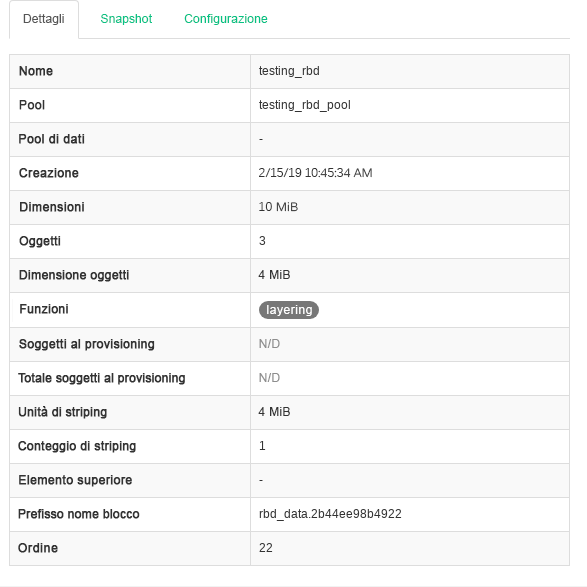 Dettagli Snapshot Configurazione
Nome testing_rbd
Pool testing_rbd_pool
Pool di dati -
Creazione 2/15/19 10:45:34 AM
Dimensioni 10 MiB
Oggetti 3
Dimensione oggetti 4 MiB
Funzioni layering
Soggetti al provisioning N/D
Totale soggetti al provisioning N/D
Unità di striping 4 MiB
Conteggio di striping 1
Elemento superiore -
Prefisso nome blocco rbd_data.2b44ee98b4922
Ordine 22